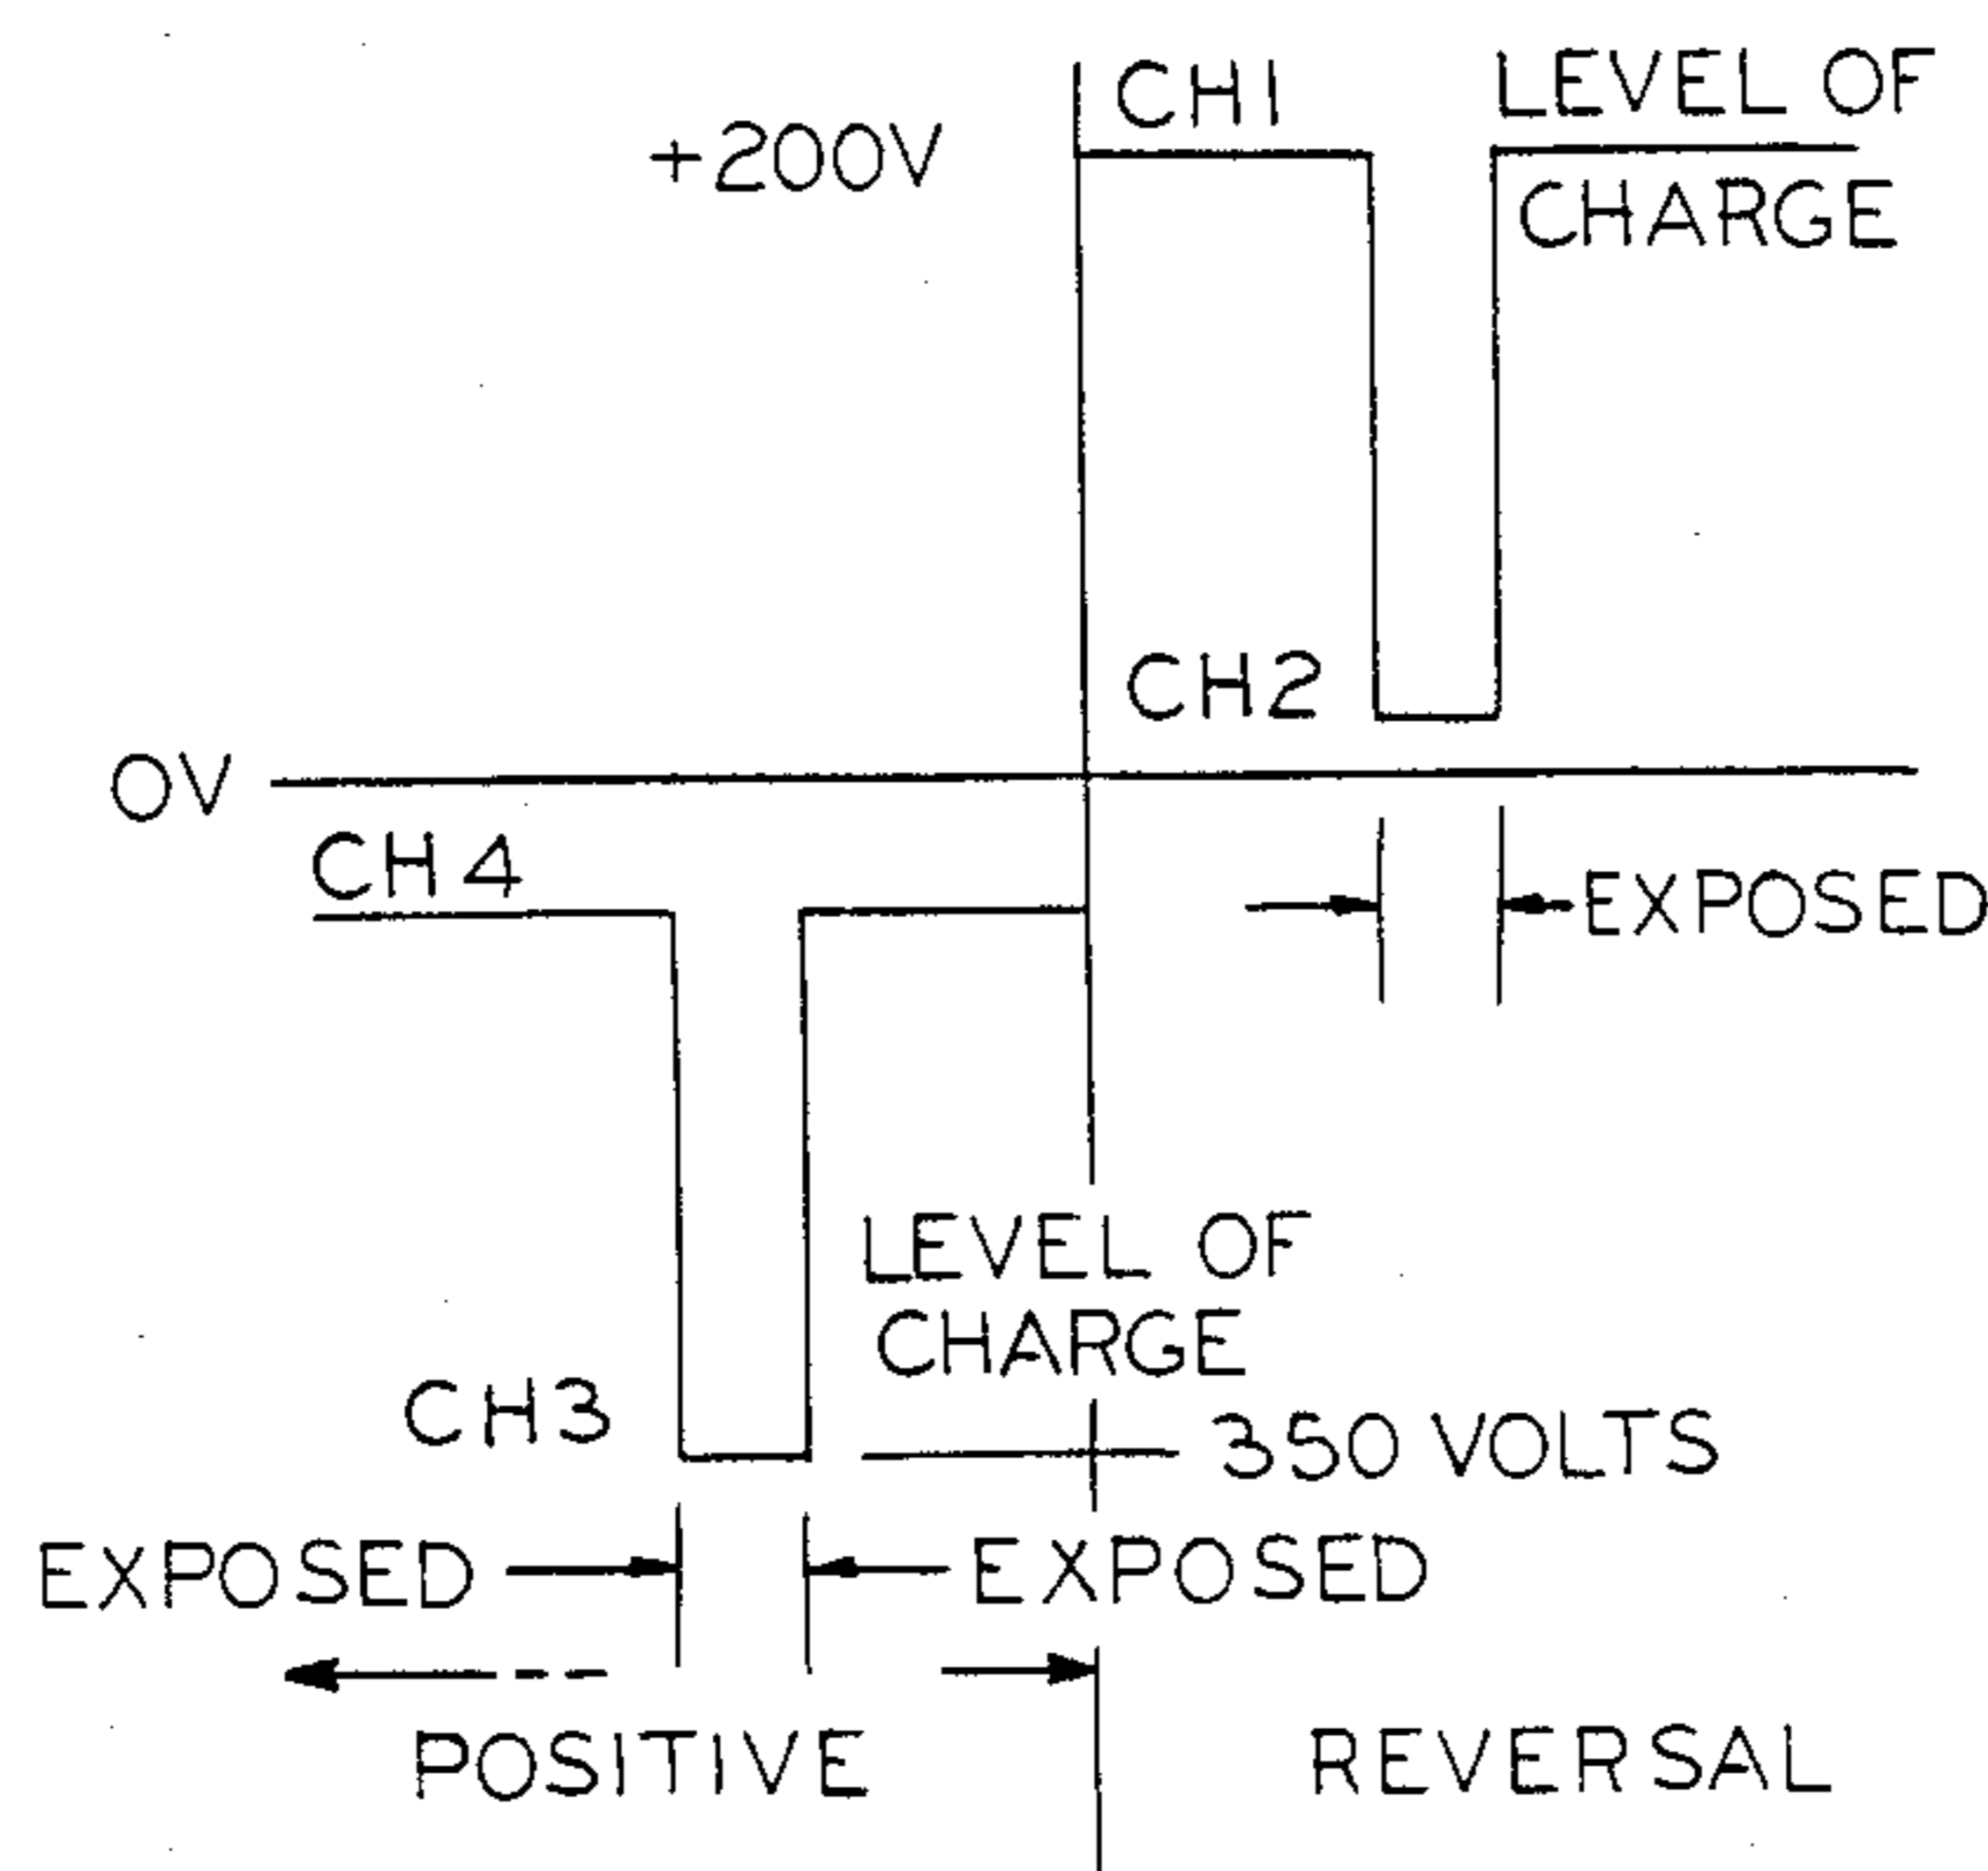 CH1
LEVEL OF
+200V
CHARGE
CH2
0V
CH4
EXPOSED
LEVEL OF
CHARGE
CH3
350 VOLTS
EXPOSED
EXPOSED
POSITIVE
REVERSAL